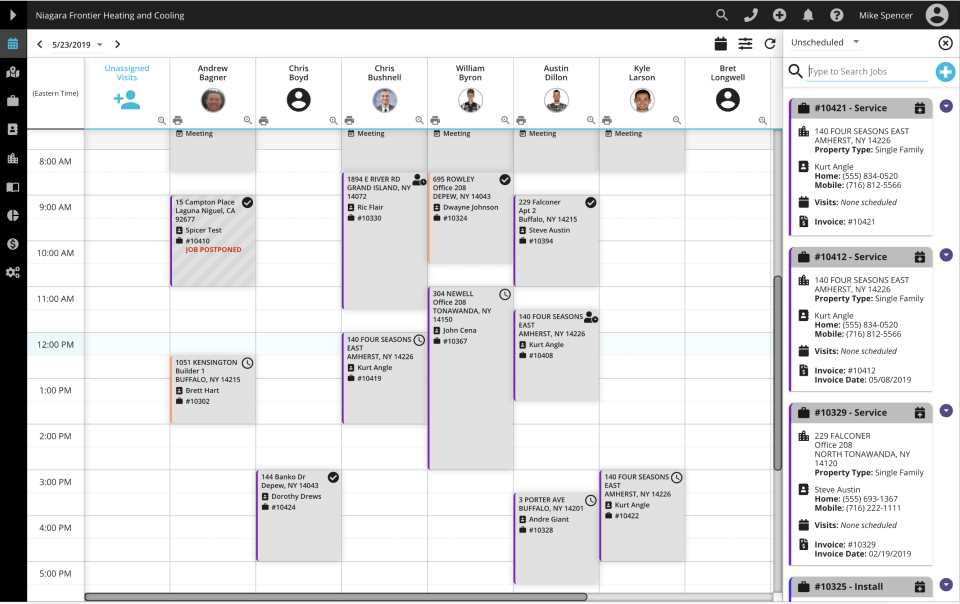 Niagara Frontier Heating and Cooling
Mike Spencer
5/23/2019
Unscheduled
Type to Search Jobs
(Eastern Time)
Unassigned
Visits
Andrew
Bagner
Chris
Boyd
Chris
Bushnell
William
Byron
Austin
Dillon
Kyle
Larson
Bret
Longwell
Meeting
Meeting
Meeting
Meeting
Meeting
8:00 AM
9:00 AM
10:00 AM
11:00 AM
12:00 PM
1:00 PM
2:00 PM
3:00 PM
4:00 PM
5:00 PM
15 Campton Place
Laguna Niguel, CA
92677
Spicer Test
#10410
JOB POSTPONED
1051 KENSINGTON
Builder 1
BUFFALO, NY 14215
Brett Hart
#10302
144 Banko Dr
Depew, NY 14043
Dorothy Drews
#10424
1894 E RIVER RD
GRAND ISLAND, NY
14072
Ric Flair
#10330
140 FOUR SEASONS
EAST
AMHERST, NY 14226
Kurt Angle
#10419
695 ROWLEY
Office 208
DEPEW, NY 14043
Dwayne Johnson
#10324
304 NEWELL
Office 208
TONAWANDA, NY
14150
John Cena
#10367
229 Falconer
Apt 2
Buffalo, NY 14215
Steve Austin
#10394
140 FOUR SEASONS
EAST
AMHERST, NY 14226
Kurt Angle
#10408
3 PORTER AVE
BUFFALO, NY 14201
Andre Giant
#10328
140 FOUR SEASONS
EAST
AMHERST, NY 14226
Kurt Angle
#10422
#10421 - Service
140 FOUR SEASONS EAST
AMHERST, NY 14226
Property Type: Single Family
Kurt Angle
Home: (555) 834-0520
Mobile: (716) 812-5566
Visits: None scheduled
Invoice: #10421
#10412 - Service
140 FOUR SEASONS EAST
AMHERST, NY 14226
Property Type: Single Family
Kurt Angle
Home: (555) 834-0520
Mobile: (716) 812-5566
Visits: None scheduled
Invoice: #10412
Invoice Date: 05/08/2019
#10329 - Service
229 FALCONER
Office 208
NORTH TONAWANDA, NY
14120
Property Type: Single Family
Steve Austin
Home: (555) 693-1367
Mobile: (716) 222-1111
Visits: None scheduled
Invoice: #10329
Invoice Date: 02/19/2019
#10325 - Install